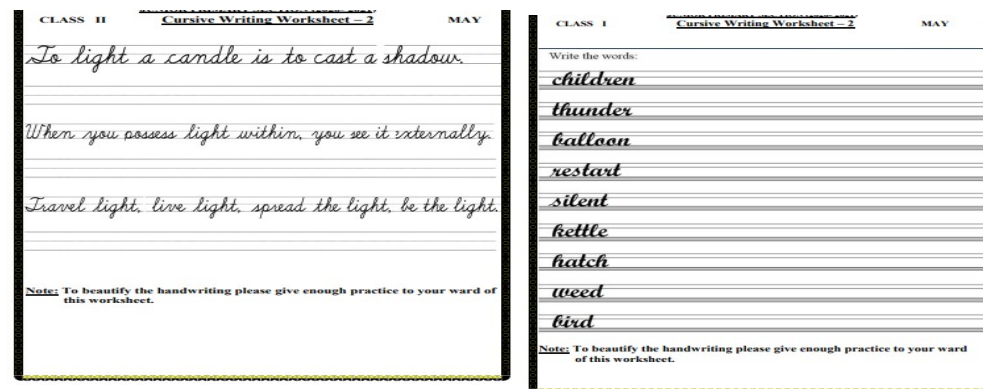 CLASS II
MAY
Cursive Writing Worksheet – 2
To light a candle is to cast a shadow.
When you possess light within, you see it externally.
Travel light, live light, spread the light, be the light.
Note: To beautify the handwriting please give enough practice to your ward of
this worksheet.
CLASS I
MAY
Cursive Writing Worksheet – 2
Write the words:
children
thunder
balloon
restart
silent
kettle
hatch
weed
bird
Note: To beautify the handwriting please give enough practice to your ward
of this worksheet.